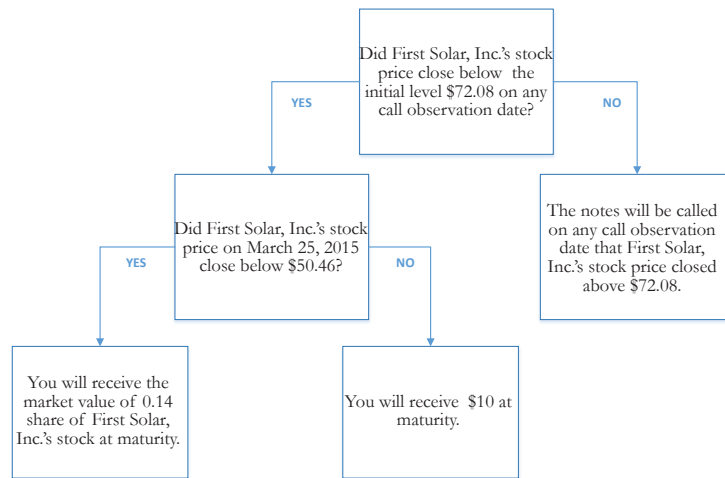 Did First Solar, Inc.'s stock
price close below the
initial level $72.08 on any
call observation date?
YES
NO
Did First Solar, Inc.'s stock
price on March 25, 2015
close below $50.46?
The notes will be called
on any call observation
date that First Solar,
Inc.'s stock price closed
above $72.08.
YES
NO
You will receive the
market value of 0.14
share of First Solar,
Inc.'s stock at maturity.
You will receive $10 at
maturity.